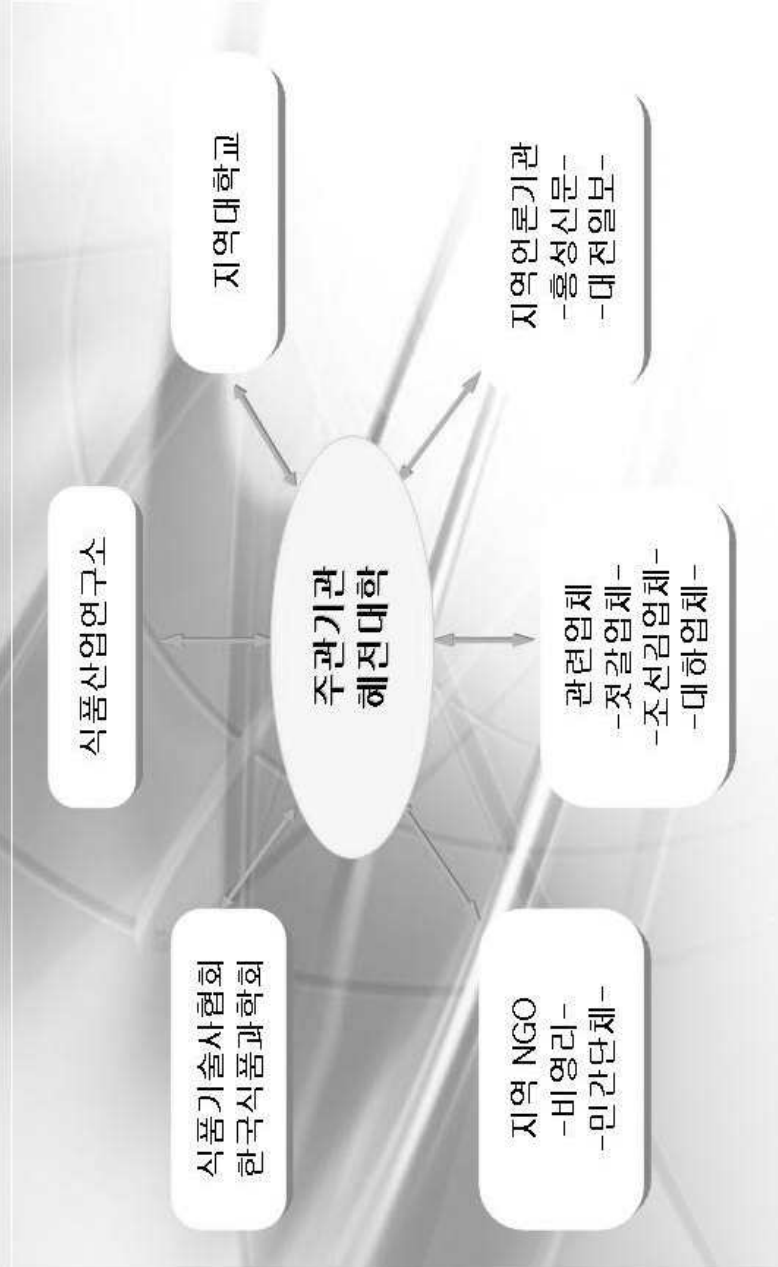 식품기술사협회
한국식품과학회
식품산업연구소
지역대학교
주관기관
혜전대학
지역 NGO
-비영리-
-민간단체-
관련업체
-젓갈업체-
-조선김업체-
-대하업체-
지역언론기관
-홍성신문-
-대전일보-